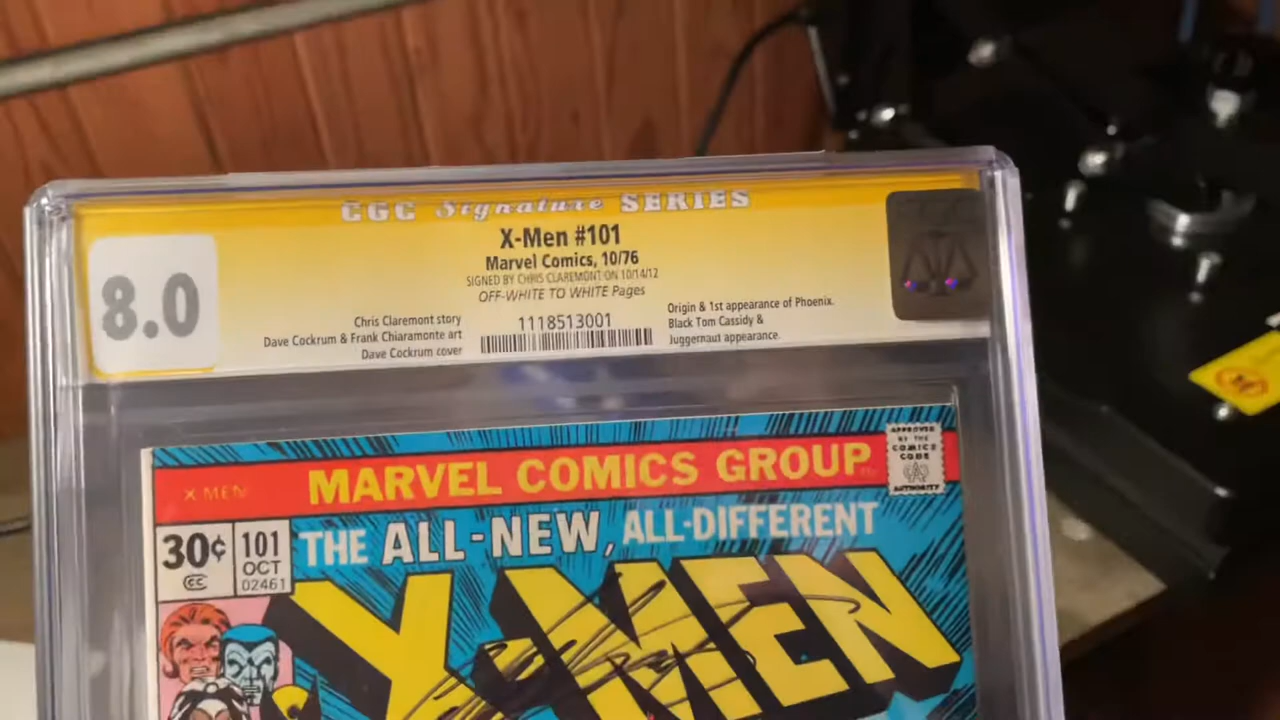 CGC Signature SERIES
8.0
X-Men #101
Marvel Comics, 10/76
SIGNED BY CHRIS CLAREMONT ON 10/14/12
OFF-WHITE TO WHITE Pages
Chris Claremont story
Dave Cockrum & Frank Chiaramonte art
Dave Cockrum cover
1118513001
Origin & 1st appearance of Phoenix.
Black Tom Cassidy &
Juggernaut appearance.
X-MEN
MARVEL COMICS GROUP
APPROVED
BY THE
COMICS
CODE
AUTHORITY
30¢
CC
101
OCT
02461
THE ALL-NEW, ALL-DIFFERENT
X-MEN